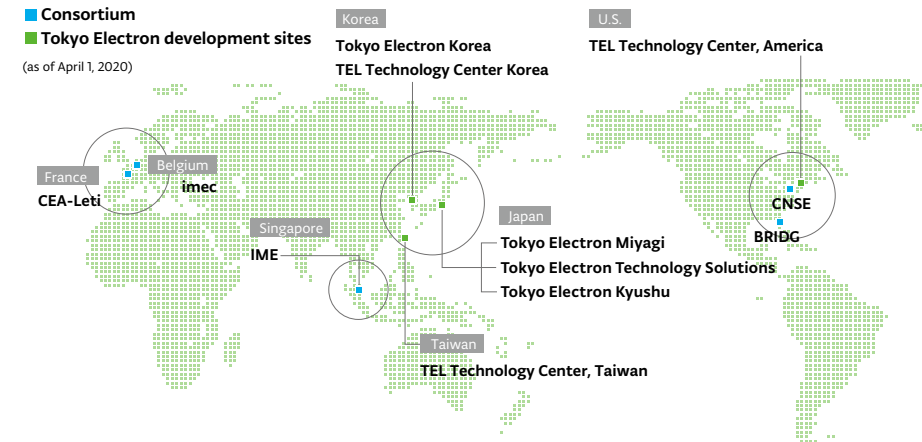 Consortium
Tokyo Electron development sites
(as of April 1, 2020)
Korea
Tokyo Electron Korea
TEL Technology Center Korea
U.S.
TEL Technology Center, America
France
CEA-Leti
Belgium
imec
Singapore
IME
Japan
Tokyo Electron Miyagi
Tokyo Electron Technology Solutions
Tokyo Electron Kyushu
CNSE
BRIDG
Taiwan
TEL Technology Center, Taiwan